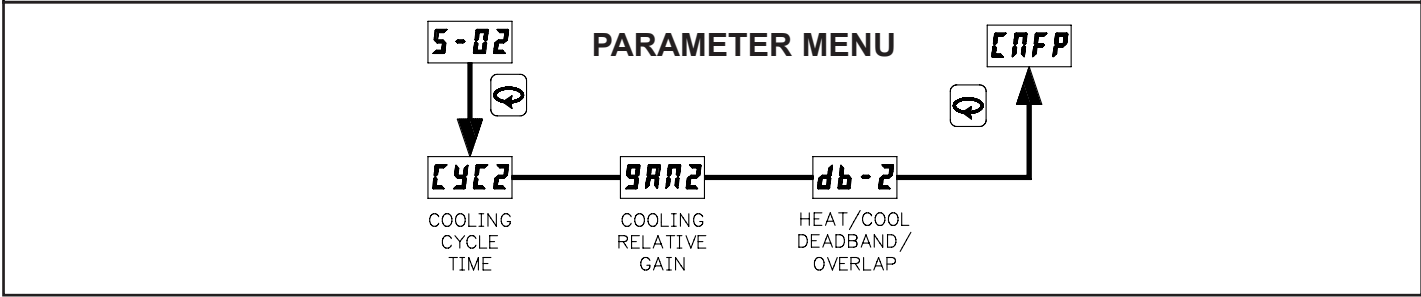 5-02
PARAMETER MENU
CNFP
CYC2
gAN2
db-2
COOLING
CYCLE
TIME
COOLING
RELATIVE
GAIN
HEAT/COOL
DEADBAND/
OVERLAP